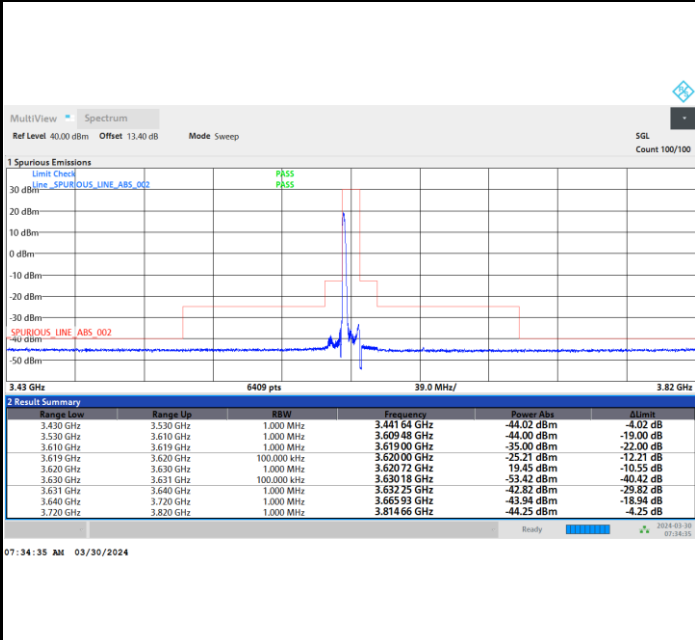 MultiView Spectrum
Ref Level 40.00 dBm Offset 13.40 dB Mode Sweep SGL
Count 100/100
1 Spurious Emissions
Limit Check PASS
Line _SPURIOUS_LINE_ABS_002 PASS
30 dBm
20 dBm
10 dBm
0 dBm
-10 dBm
-20 dBm
-30 dBm
SPURIOUS_LINE_ABS_002
-40 dBm
-50 dBm
3.43 GHz 6409 pts 39.0 MHz/ 3.82 GHz
2 Result Summary
Range Low Range Up RBW Frequency Power Abs ΔLimit
3.430 GHz 3.530 GHz 1.000 MHz 3.441 64 GHz -44.02 dBm -4.02 dB
3.530 GHz 3.610 GHz 1.000 MHz 3.609 48 GHz -44.00 dBm -19.00 dB
3.610 GHz 3.619 GHz 1.000 MHz 3.619 00 GHz -35.00 dBm -22.00 dB
3.619 GHz 3.620 GHz 100.000 kHz 3.620 00 GHz -25.21 dBm -12.21 dB
3.620 GHz 3.630 GHz 1.000 MHz 3.620 72 GHz 19.45 dBm -10.55 dB
3.630 GHz 3.631 GHz 100.000 kHz 3.630 18 GHz -53.42 dBm -40.42 dB
3.631 GHz 3.640 GHz 1.000 MHz 3.632 25 GHz -42.82 dBm -29.82 dB
3.640 GHz 3.720 GHz 1.000 MHz 3.665 93 GHz -43.94 dBm -18.94 dB
3.720 GHz 3.820 GHz 1.000 MHz 3.814 66 GHz -44.25 dBm -4.25 dB
Ready 2024-03-30
07:34:35
07:34:35 AM 03/30/2024